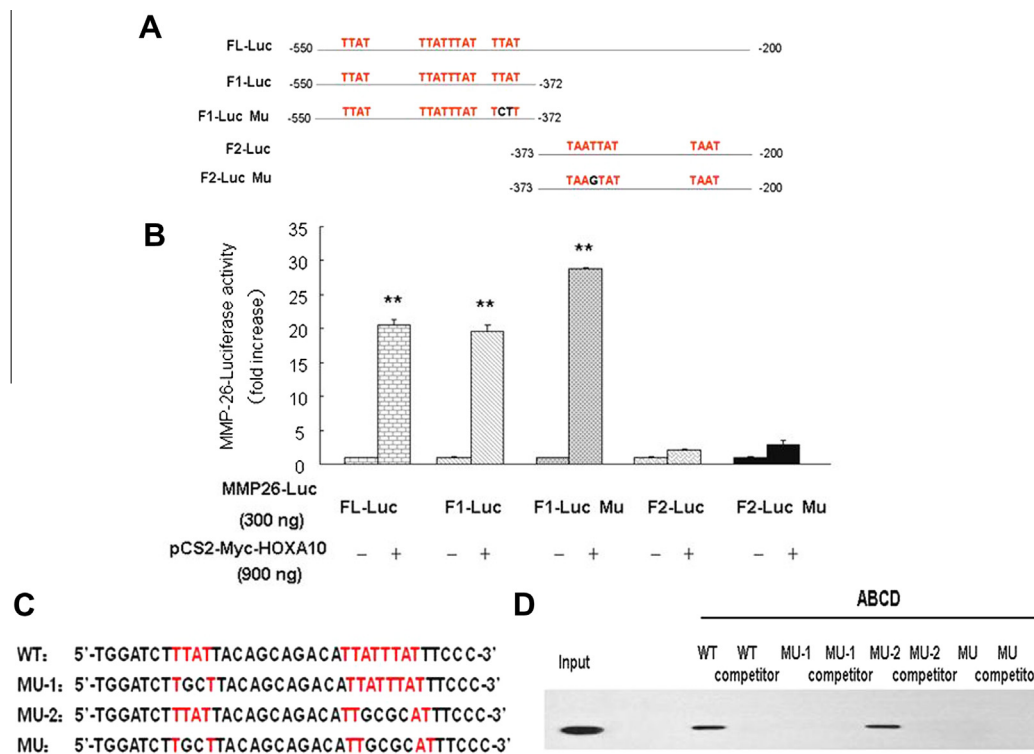 A
FL-Luc -550 TTAT TTATTTAT TTAT -200
F1-Luc -550 TTAT TTATTTAT TTAT -372
F1-Luc Mu -550 TTAT TTATTTAT TCTT -372
F2-Luc -373 TAATTAT TAAT -200
F2-Luc Mu -373 TAAGTAT TAAT -200
B
MMP-26-Luciferase activity
(fold increase)
35
30
25
20
15
10
5
0
** ** **
MMP26-Luc
(300 ng)
FL-Luc F1-Luc F1-Luc Mu F2-Luc F2-Luc Mu
pCS2-Myc-HOXA10
(900 ng)
– + – + – + – + – +
C
WT: 5'-TGGATCTTTATTACAGCAGACATTATTTATTTCCC-3'
MU-1: 5'-TGGATCTTGCTTACAGCAGACATTATTTATTTCCC-3'
MU-2: 5'-TGGATCTTTATTACAGCAGACATTGCGCATTTCCC-3'
MU: 5'-TGGATCTTGCTTACAGCAGACATTGCGCATTTCCC-3'
D
ABCD
Input WT WT competitor MU-1 MU-1 competitor MU-2 MU-2 competitor MU MU competito